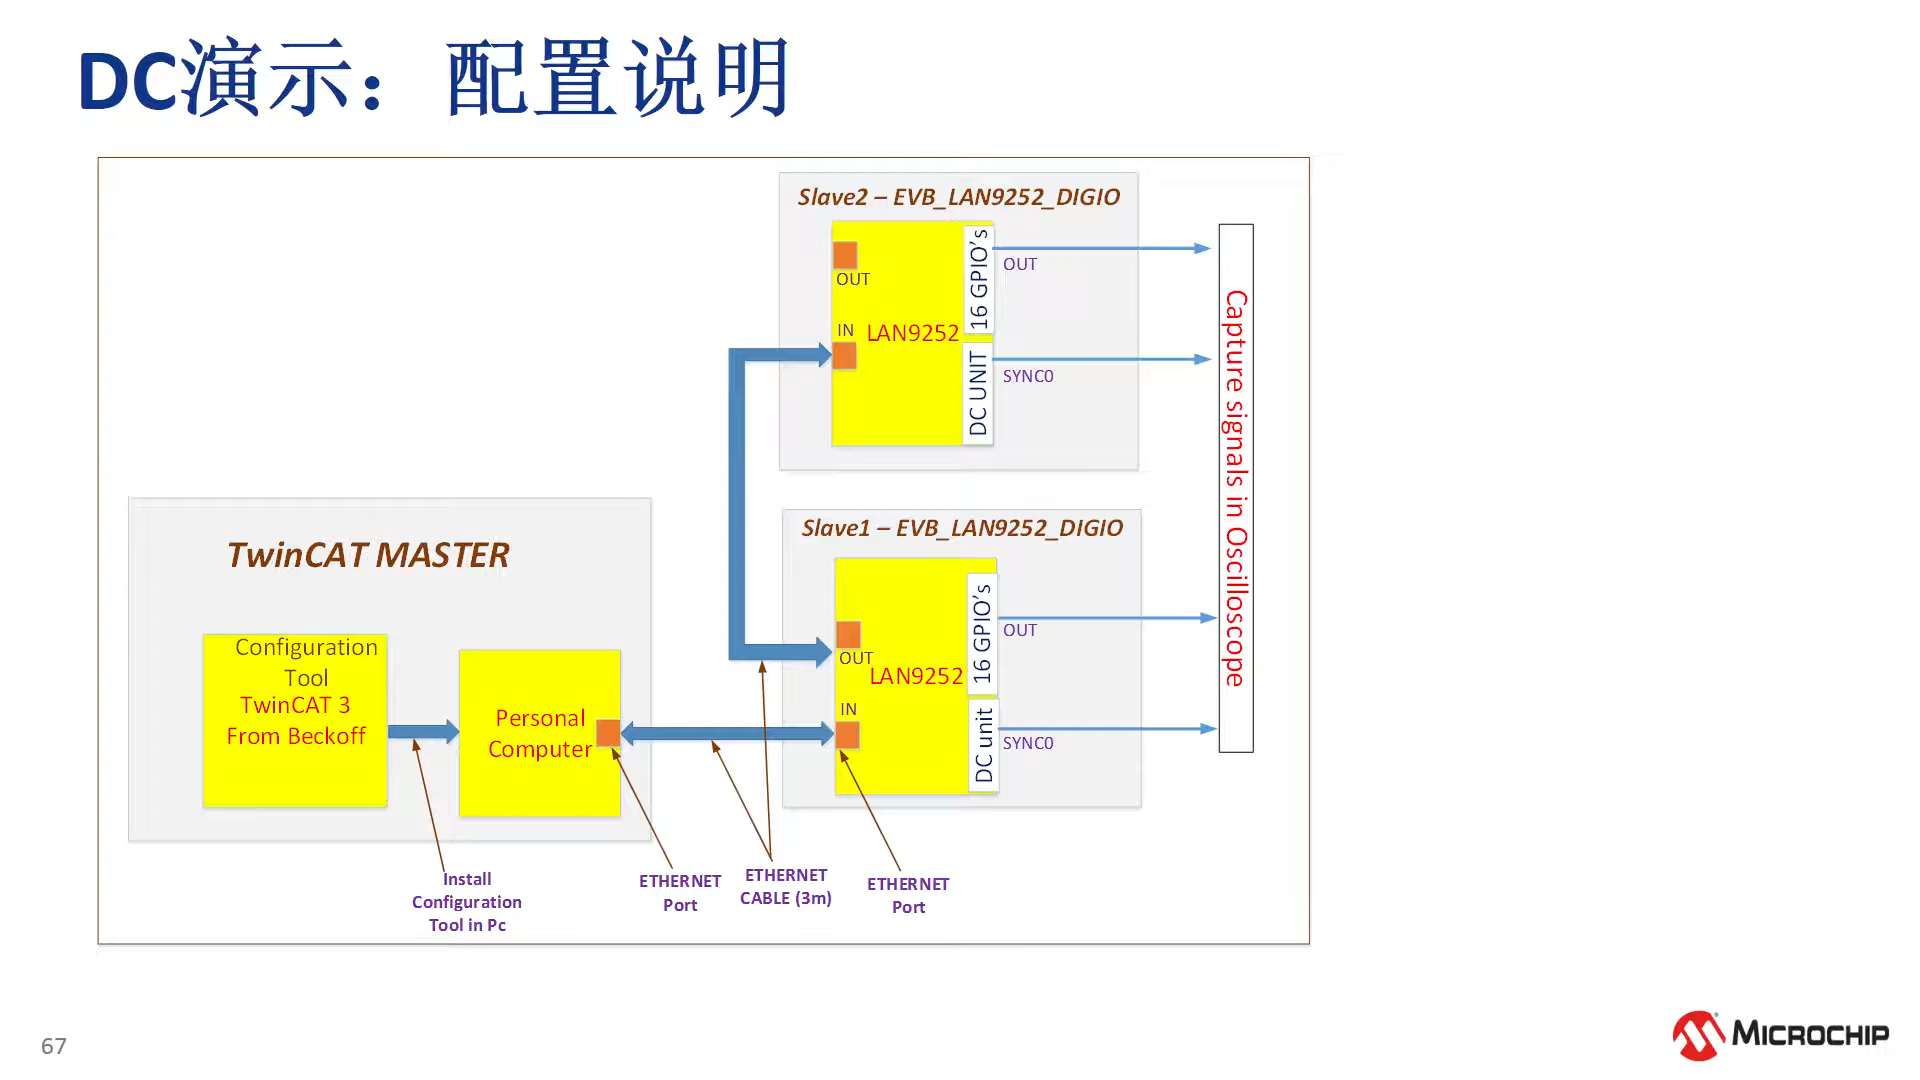 DC演示：配置说明
Slave2 – EVB_LAN9252_DIGIO
OUT
IN
LAN9252
16 GPIO's
DC UNIT
OUT
SYNC0
Capture signals in Oscilloscope
TwinCAT MASTER
Configuration
Tool
TwinCAT 3
From Beckoff
Personal
Computer
Slave1 – EVB_LAN9252_DIGIO
OUT
LAN9252
IN
16 GPIO's
DC unit
OUT
SYNC0
Install
Configuration
Tool in Pc
ETHERNET
Port
ETHERNET
CABLE (3m)
ETHERNET
Port
67
MICROCHIP